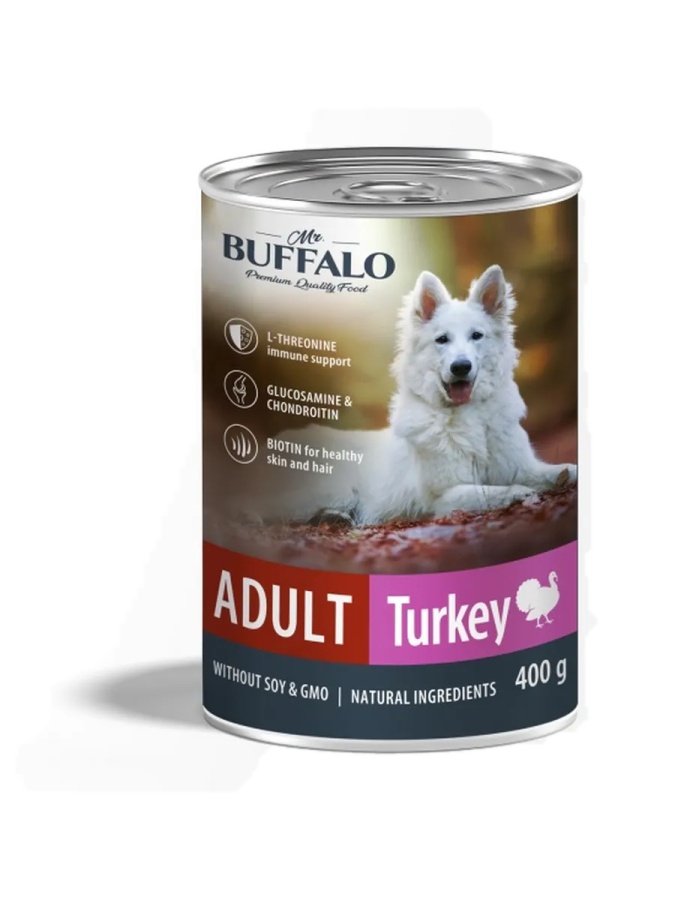 Mr.
BUFFALO
Premium Quality Food
L-THREONINE
immune support
GLUCOSAMINE &
CHONDROITIN
BIOTIN for healthy
skin and hair
ADULT
Turkey
WITHOUT SOY & GMO | NATURAL INGREDIENTS
400 g